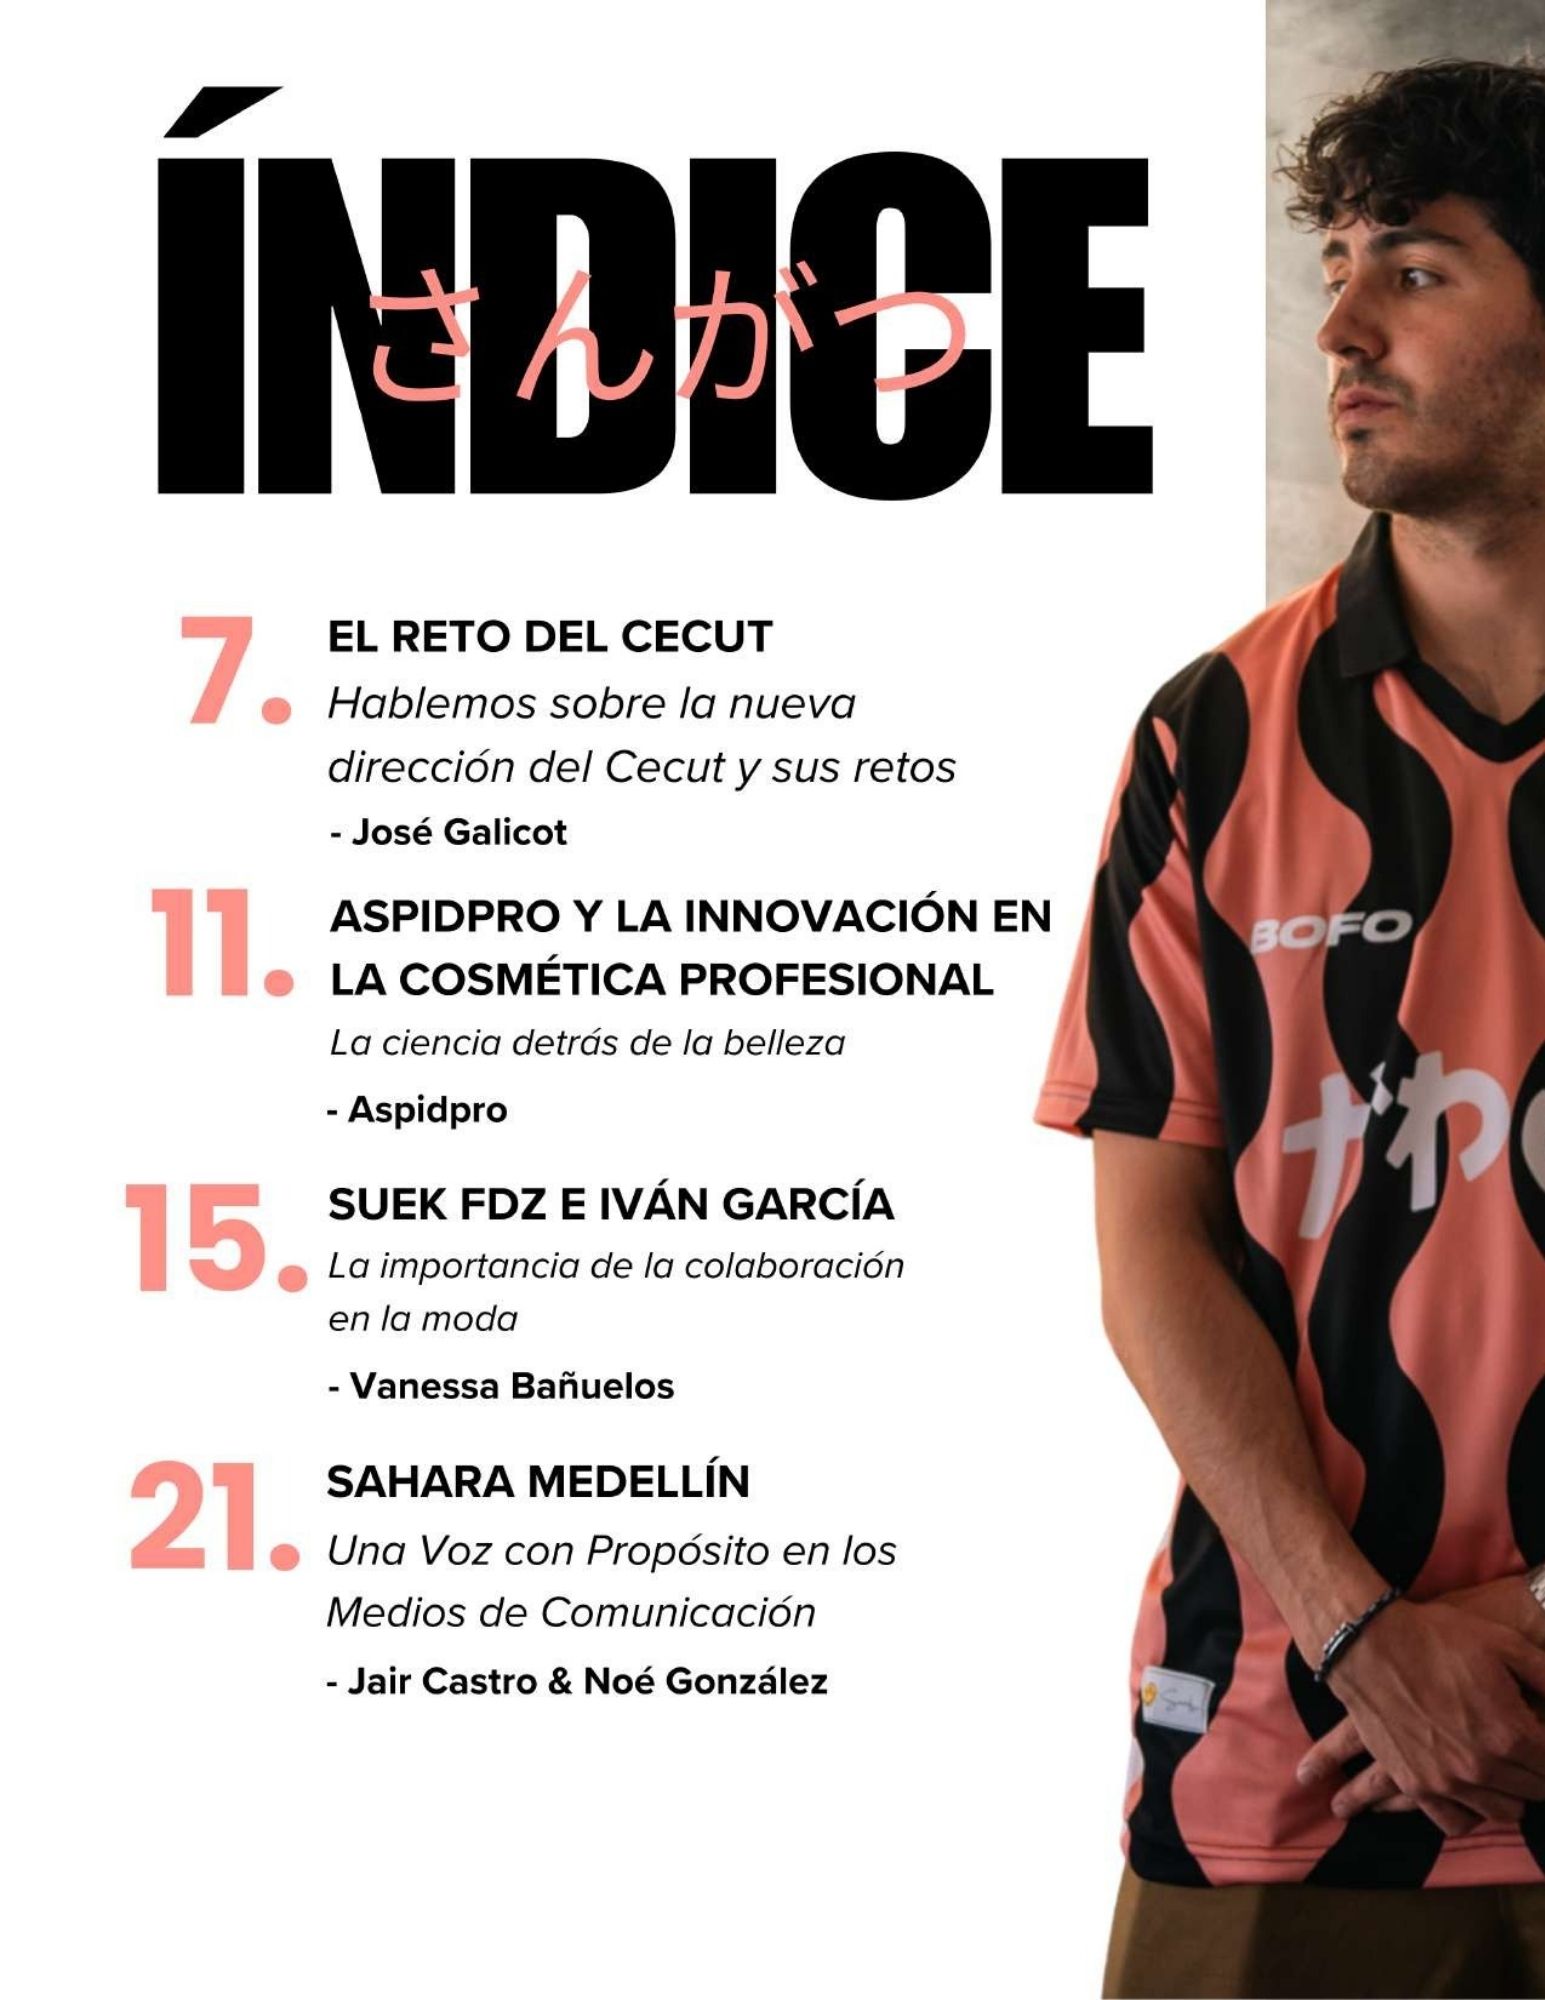 ÍNDICE
さんがつ
7.
EL RETO DEL CECUT
Hablemos sobre la nueva
dirección del Cecut y sus retos
- José Galicot
11.
ASPIDPRO Y LA INNOVACIÓN EN
LA COSMÉTICA PROFESIONAL
La ciencia detrás de la belleza
- Aspidpro
15.
SUEK FDZ E IVÁN GARCÍA
La importancia de la colaboración
en la moda
- Vanessa Bañuelos
21.
SAHARA MEDELLÍN
Una Voz con Propósito en los
Medios de Comunicación
- Jair Castro & Noé González
BOFO
がわ